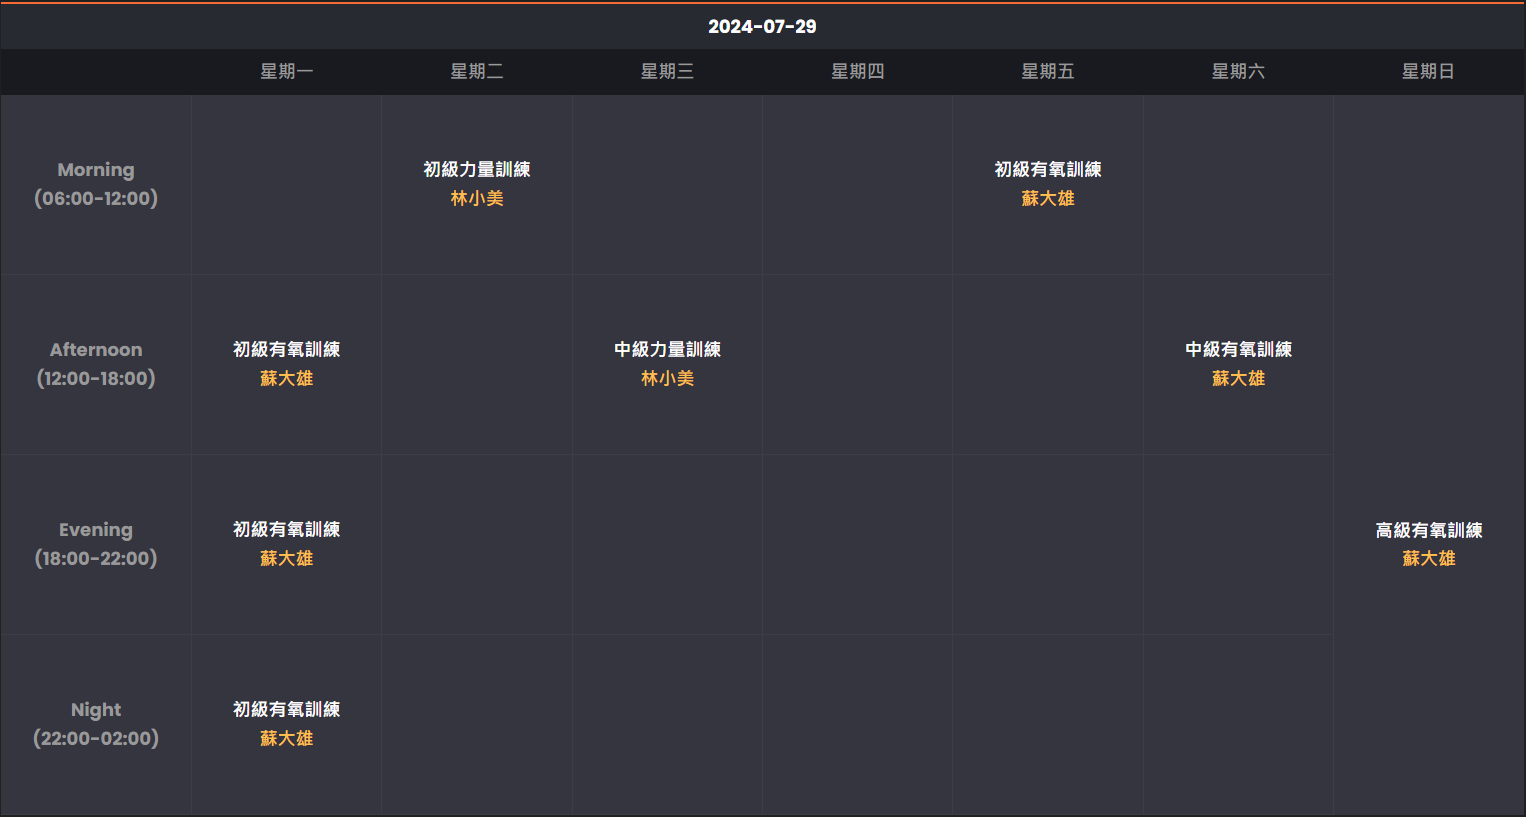 2024-07-29
星期一 星期二 星期三 星期四 星期五 星期六 星期日
Morning
(06:00-12:00)
初級力量訓練
林小美
初級有氧訓練
蘇大雄
Afternoon
(12:00-18:00)
初級有氧訓練
蘇大雄
中級力量訓練
林小美
中級有氧訓練
蘇大雄
Evening
(18:00-22:00)
初級有氧訓練
蘇大雄
高級有氧訓練
蘇大雄
Night
(22:00-02:00)
初級有氧訓練
蘇大雄